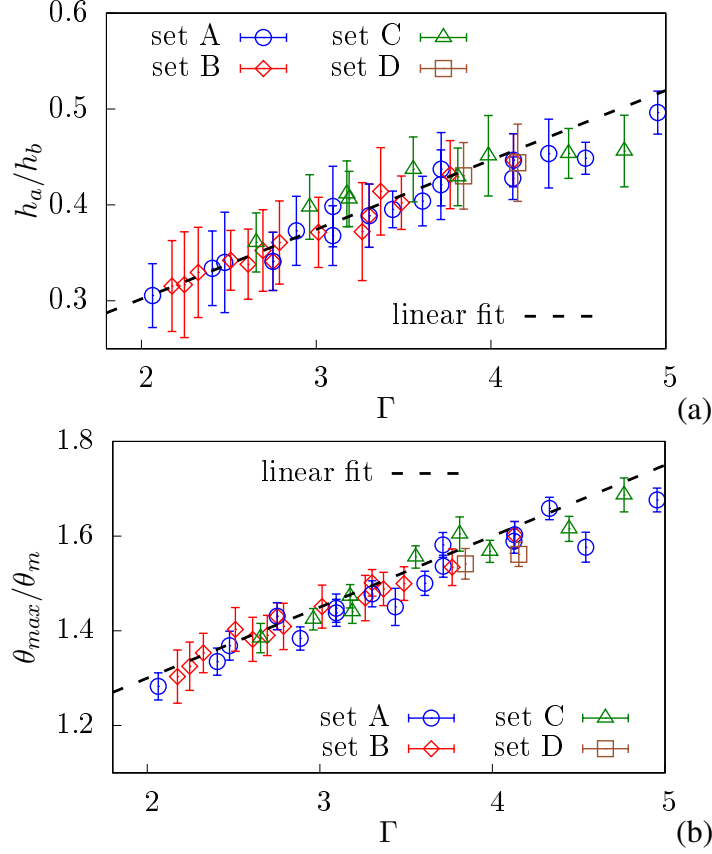 0.6
set A set C
set B set D
0.5
h_a/h_b
0.4
0.3
linear fit
2 3 4 5
Γ
(a)
1.8
linear fit
1.6
θ_max/θ_m
1.4
set A set C
set B set D
1.2
2 3 4 5
Γ
(b)